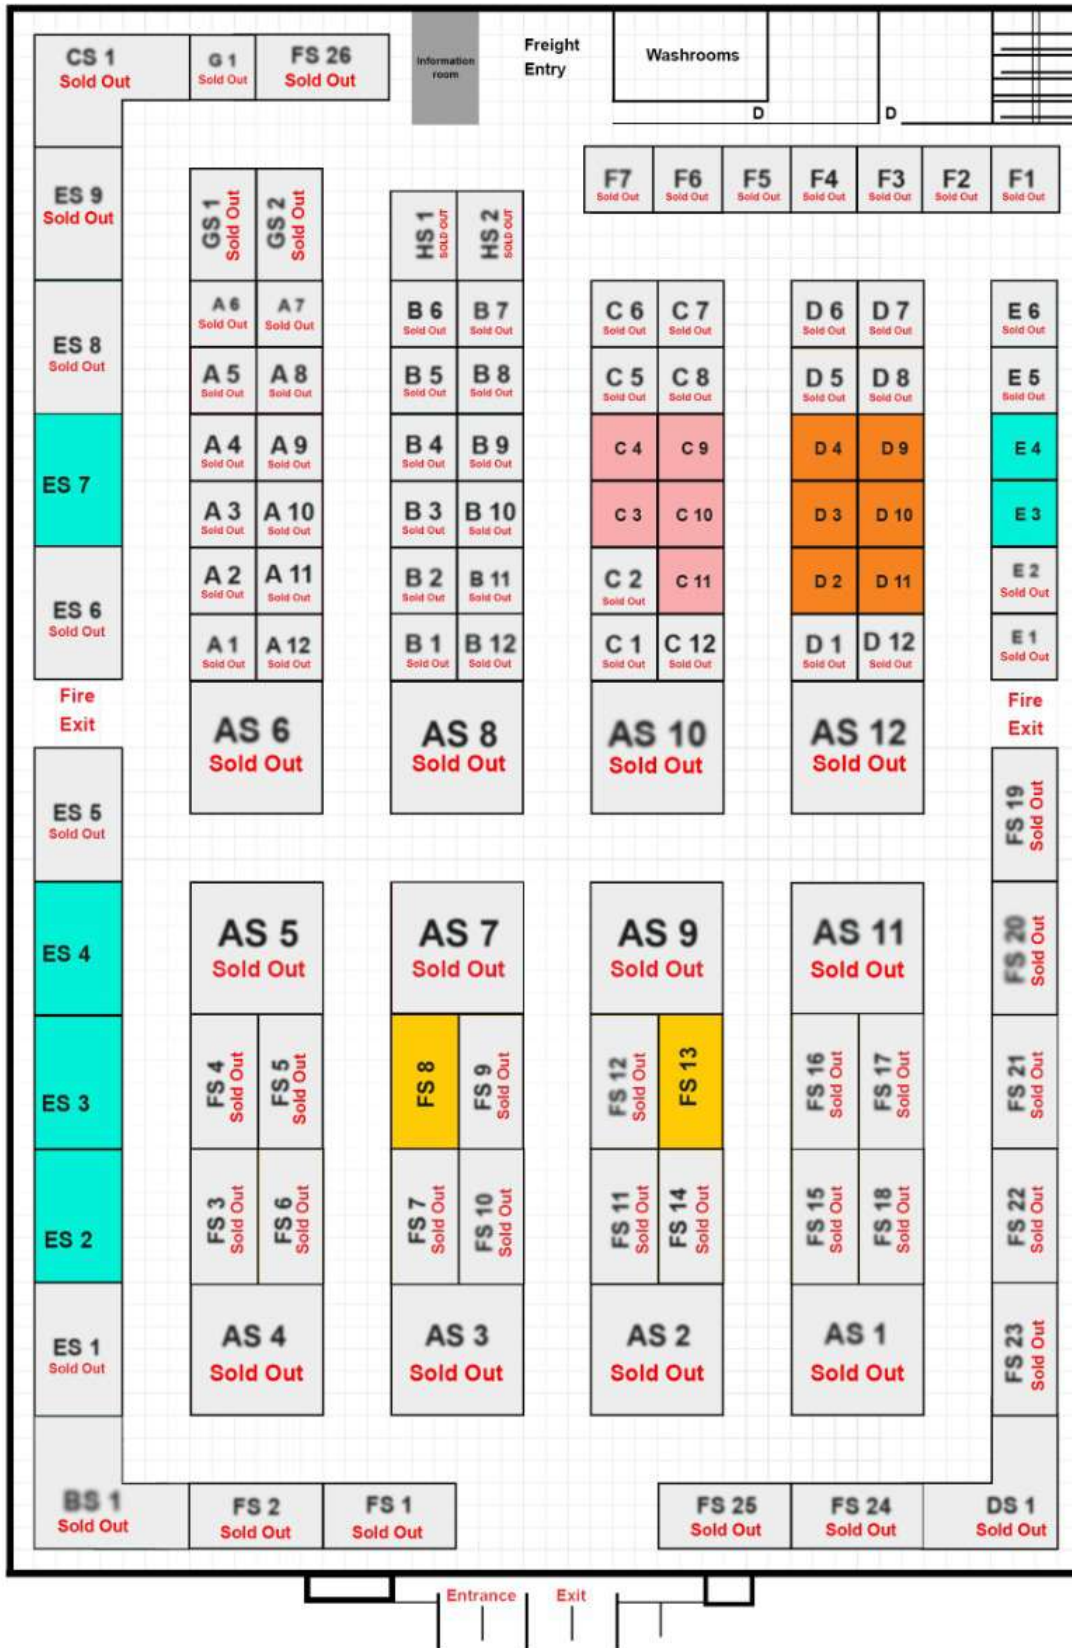 CS 1
Sold Out
G 1
Sold Out
FS 26
Sold Out
Information
room
Freight
Entry
Washrooms
D
D
ES 9
Sold Out
GS 1
Sold Out
GS 2
Sold Out
HS 1
SOLD OUT
HS 2
SOLD OUT
F7
Sold Out
F6
Sold Out
F5
Sold Out
F4
Sold Out
F3
Sold Out
F2
Sold Out
F1
Sold Out
ES 8
Sold Out
A 6
Sold Out
A 7
Sold Out
B 6
Sold Out
B 7
Sold Out
C 6
Sold Out
C 7
Sold Out
D 6
Sold Out
D 7
Sold Out
E 6
Sold Out
A 5
Sold Out
A 8
Sold Out
B 5
Sold Out
B 8
Sold Out
C 5
Sold Out
C 8
Sold Out
D 5
Sold Out
D 8
Sold Out
E 5
Sold Out
ES 7
A 4
Sold Out
A 9
Sold Out
B 4
Sold Out
B 9
Sold Out
C 4
C 9
D 4
D 9
E 4
A 3
Sold Out
A 10
Sold Out
B 3
Sold Out
B 10
Sold Out
C 3
C 10
D 3
D 10
E 3
ES 6
Sold Out
A 2
Sold Out
A 11
Sold Out
B 2
Sold Out
B 11
Sold Out
C 2
Sold Out
C 11
D 2
D 11
E 2
Sold Out
A 1
Sold Out
A 12
Sold Out
B 1
Sold Out
B 12
Sold Out
C 1
Sold Out
C 12
Sold Out
D 1
Sold Out
D 12
Sold Out
E 1
Sold Out
Fire
Exit
AS 6
Sold Out
AS 8
Sold Out
AS 10
Sold Out
AS 12
Sold Out
Fire
Exit
ES 5
Sold Out
FS 19
Sold Out
ES 4
AS 5
Sold Out
AS 7
Sold Out
AS 9
Sold Out
AS 11
Sold Out
FS 20
Sold Out
ES 3
FS 4
Sold Out
FS 5
Sold Out
FS 8
FS 9
Sold Out
FS 12
Sold Out
FS 13
FS 16
Sold Out
FS 17
Sold Out
FS 21
Sold Out
ES 2
FS 3
Sold Out
FS 6
Sold Out
FS 7
Sold Out
FS 10
Sold Out
FS 11
Sold Out
FS 14
Sold Out
FS 15
Sold Out
FS 18
Sold Out
FS 22
Sold Out
ES 1
Sold Out
AS 4
Sold Out
AS 3
Sold Out
AS 2
Sold Out
AS 1
Sold Out
FS 23
Sold Out
BS 1
Sold Out
FS 2
Sold Out
FS 1
Sold Out
FS 25
Sold Out
FS 24
Sold Out
DS 1
Sold Out
Entrance
Exit